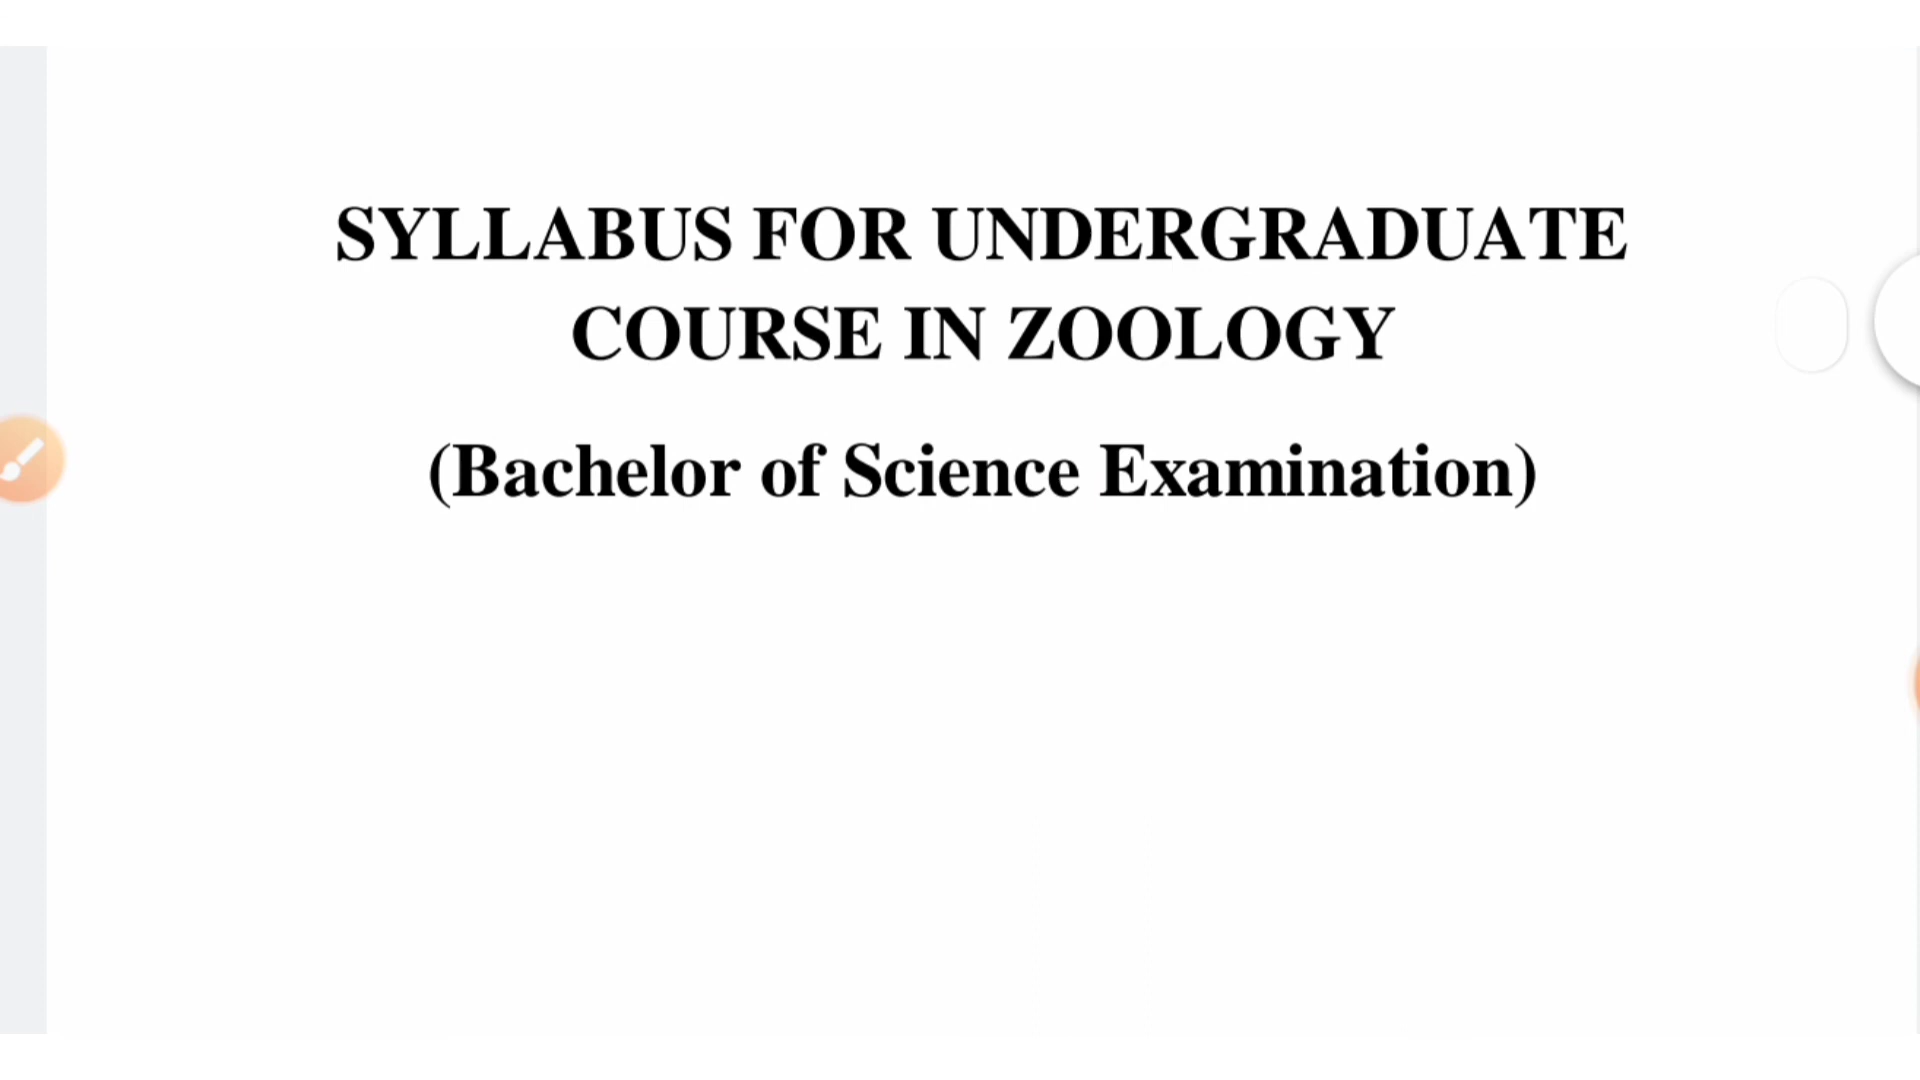 SYLLABUS FOR UNDERGRADUATE
COURSE IN ZOOLOGY
(Bachelor of Science Examination)